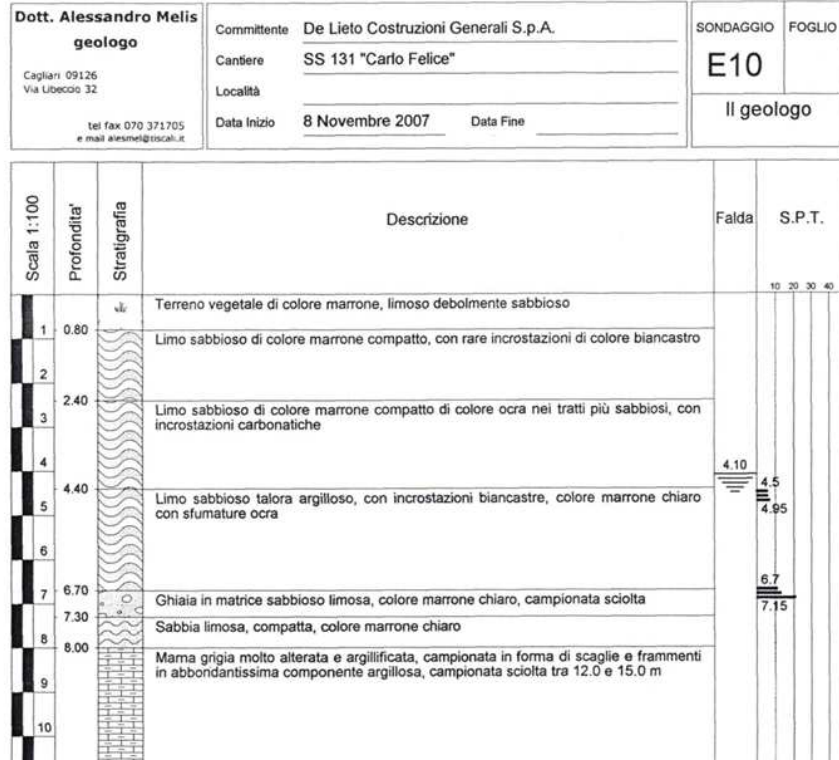 Dott. Alessandro Melis
geologo
Cagliari 09126
Via Libeccio 32
tel fax 070 371705
e mail alesmel@tiscali.it
Committente De Lieto Costruzioni Generali S.p.A.
Cantiere SS 131 "Carlo Felice"
Località
Data Inizio 8 Novembre 2007 Data Fine
SONDAGGIO FOGLIO
E10
Il geologo
Scala 1:100 Profondita' Stratigrafia Descrizione Falda S.P.T.
10 20 30 40
Terreno vegetale di colore marrone, limoso debolmente sabbioso
1 0.80
Limo sabbioso di colore marrone compatto, con rare incrostazioni di colore biancastro
2
2.40
Limo sabbioso di colore marrone compatto di colore ocra nei tratti più sabbiosi, con
incrostazioni carbonatiche
3
4 4.10
4.40 4.5
Limo sabbioso talora argilloso, con incrostazioni biancastre, colore marrone chiaro
con sfumature ocra
5 4.95
6
6.70 6.7
7 Ghiaia in matrice sabbioso limosa, colore marrone chiaro, campionata sciolta
7.15
7.30
Sabbia limosa, compatta, colore marrone chiaro
8 8.00
Marna grigia molto alterata e argillificata, campionata in forma di scaglie e frammenti
in abbondantissima componente argillosa, campionata sciolta tra 12.0 e 15.0 m
9
10